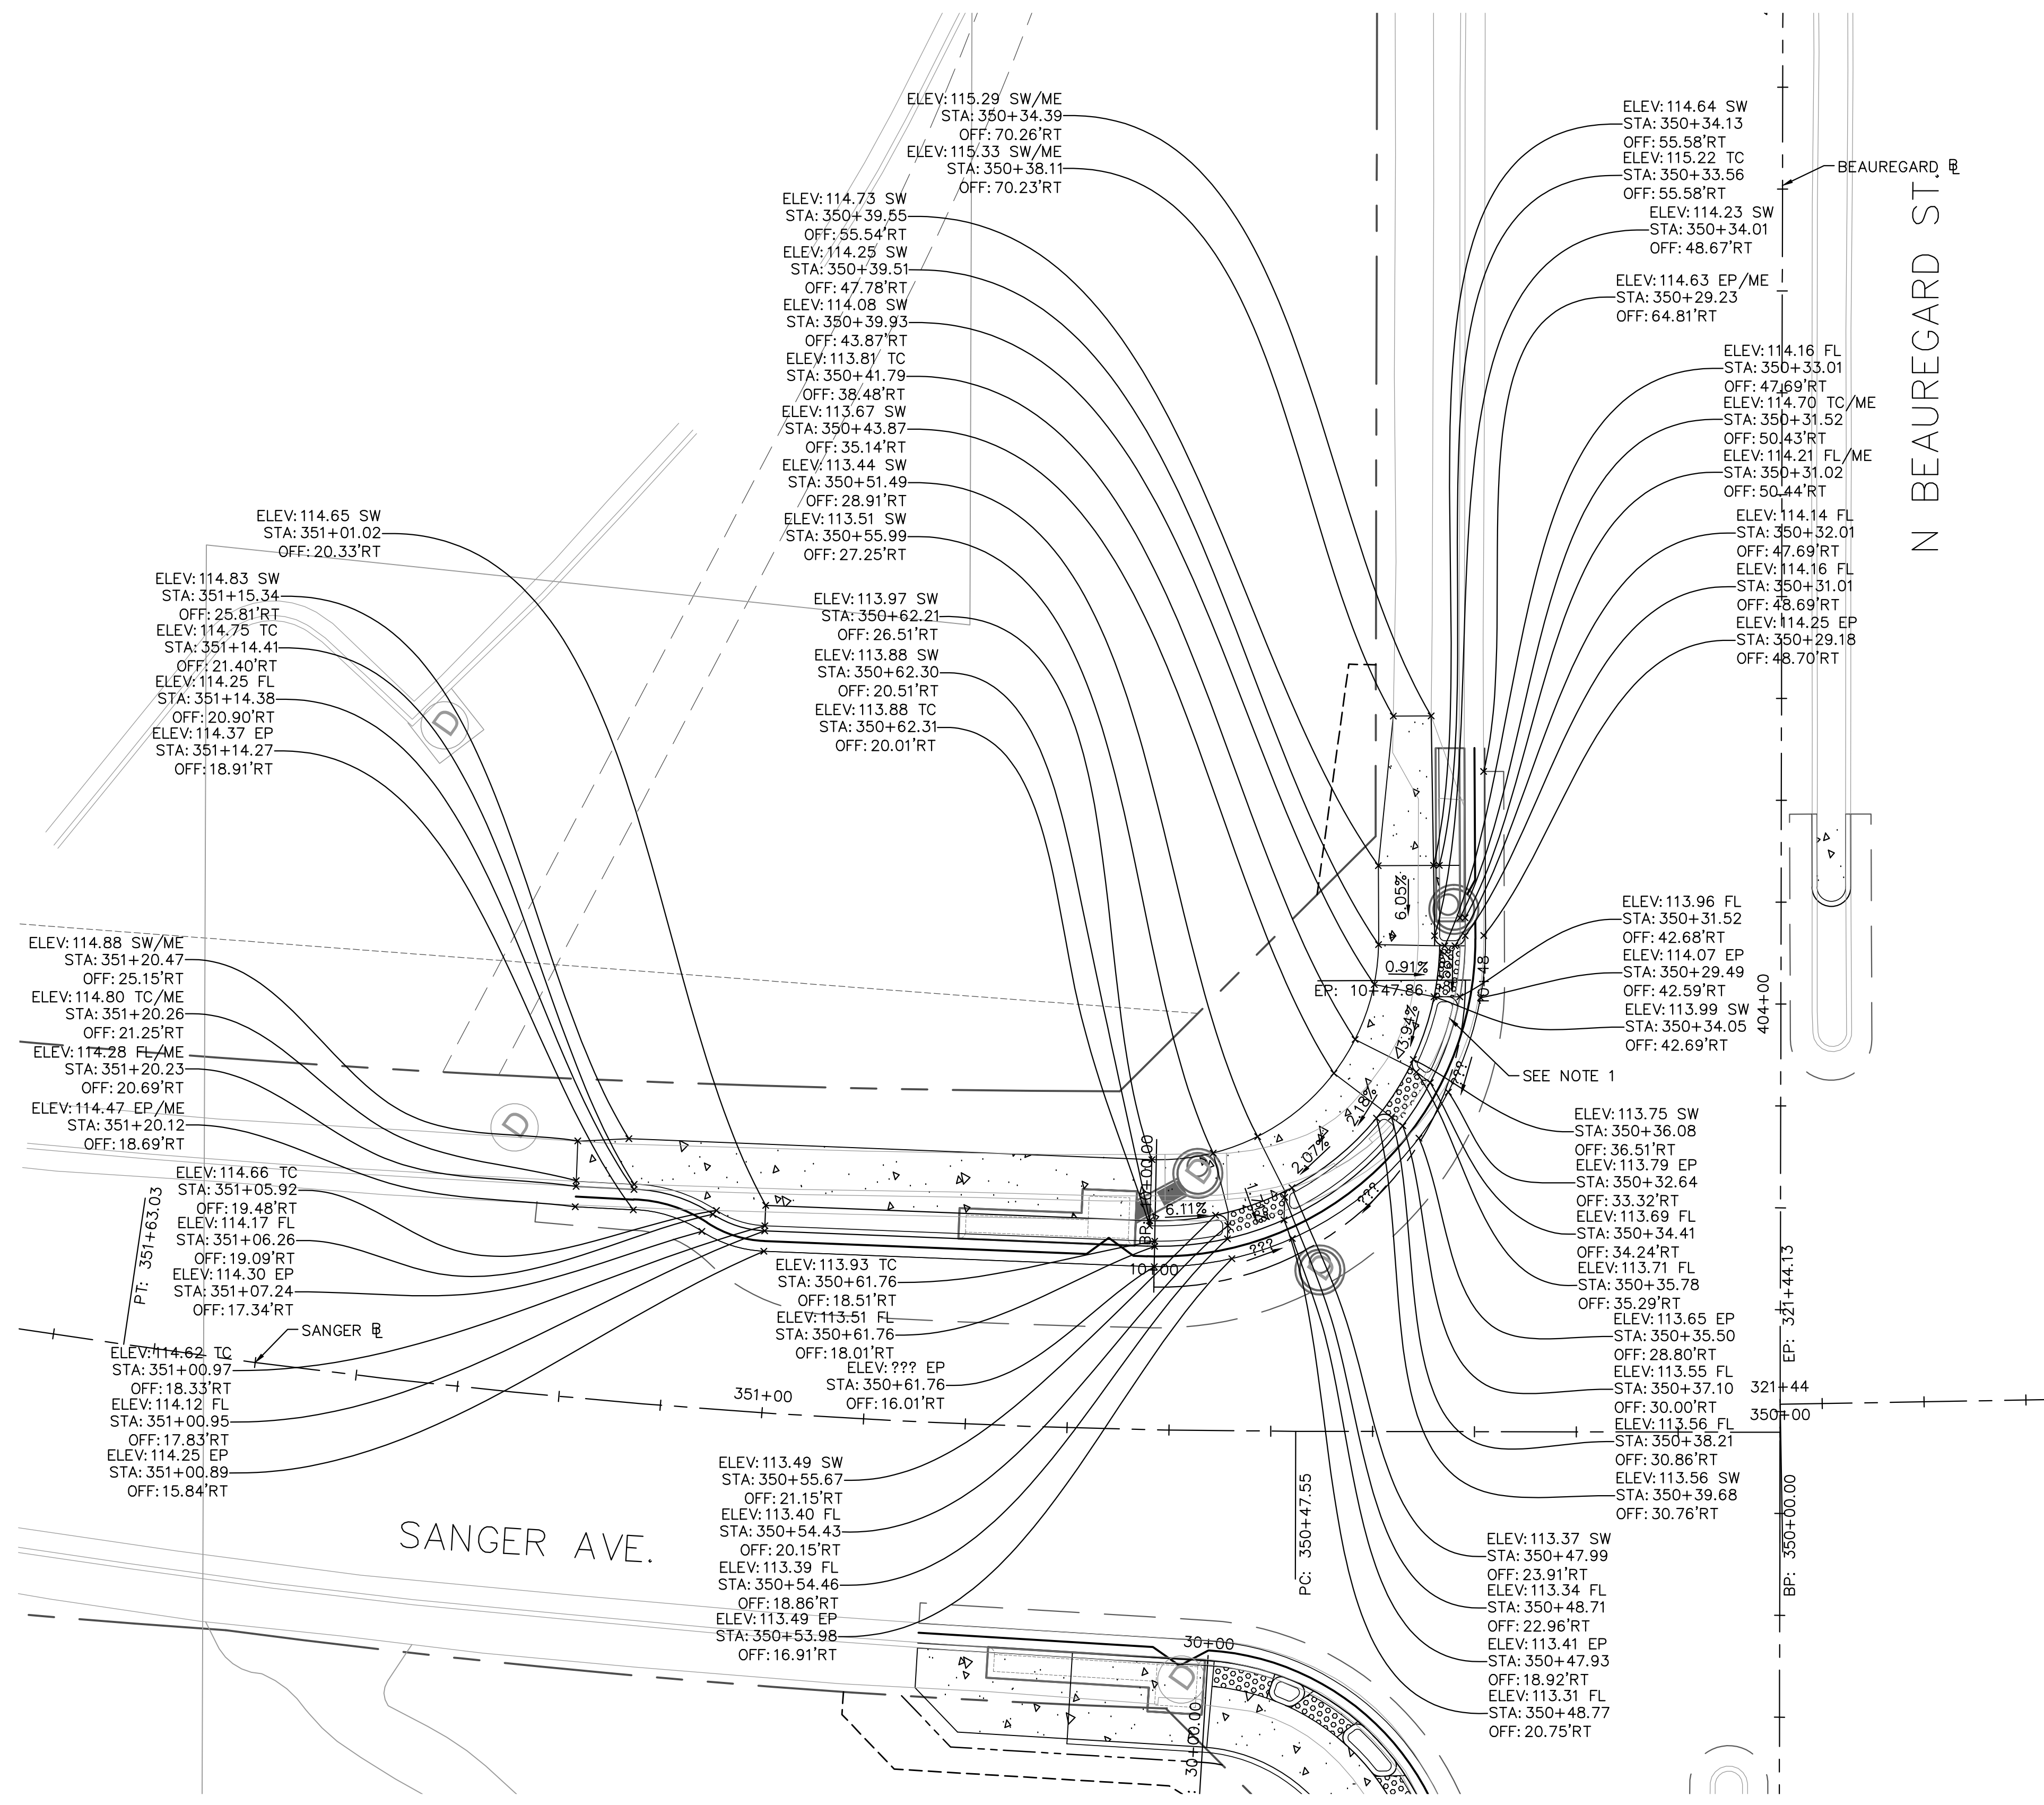 ELEV: 115.29 SW/ME
STA: 350+34.39
OFF: 70.26'RT
ELEV: 115.33 SW/ME
STA: 350+38.11
OFF: 70.23'RT
ELEV: 114.73 SW
STA: 350+39.55
OFF: 55.54'RT
ELEV: 114.25 SW
STA: 350+39.51
OFF: 47.78'RT
ELEV: 114.08 SW
STA: 350+39.93
OFF: 43.87'RT
ELEV: 113.81 TC
STA: 350+41.79
OFF: 38.48'RT
ELEV: 113.67 SW
STA: 350+43.87
OFF: 35.14'RT
ELEV: 113.44 SW
STA: 350+51.49
OFF: 28.91'RT
ELEV: 113.51 SW
STA: 350+55.99
OFF: 27.25'RT
ELEV: 113.97 SW
STA: 350+62.21
OFF: 26.51'RT
ELEV: 113.88 SW
STA: 350+62.30
OFF: 20.51'RT
ELEV: 113.88 TC
STA: 350+62.31
OFF: 20.01'RT
ELEV: 114.65 SW
STA: 351+01.02
OFF: 20.33'RT
ELEV: 114.83 SW
STA: 351+15.34
OFF: 25.81'RT
ELEV: 114.75 TC
STA: 351+14.41
OFF: 21.40'RT
ELEV: 114.25 FL
STA: 351+14.38
OFF: 20.90'RT
ELEV: 114.37 EP
STA: 351+14.27
OFF: 18.91'RT
ELEV: 114.88 SW/ME
STA: 351+20.47
OFF: 25.15'RT
ELEV: 114.80 TC/ME
STA: 351+20.26
OFF: 21.25'RT
ELEV: 114.28 FL/ME
STA: 351+20.23
OFF: 20.69'RT
ELEV: 114.47 EP/ME
STA: 351+20.12
OFF: 18.69'RT
ELEV: 114.66 TC
STA: 351+05.92
OFF: 19.48'RT
ELEV: 114.17 FL
STA: 351+06.26
OFF: 19.09'RT
ELEV: 114.30 EP
STA: 351+07.24
OFF: 17.34'RT
PT: 351+63.03
SANGER BL
ELEV: 114.62 TC
STA: 351+00.97
OFF: 18.33'RT
ELEV: 114.12 FL
STA: 351+00.95
OFF: 17.83'RT
ELEV: 114.25 EP
STA: 351+00.89
OFF: 15.84'RT
ELEV: 113.93 TC
STA: 350+61.76
OFF: 18.51'RT
ELEV: 113.51 FL
STA: 350+61.76
OFF: 18.01'RT
ELEV: ??? EP
STA: 350+61.76
OFF: 16.01'RT
351+00
ELEV: 113.49 SW
STA: 350+55.67
OFF: 21.15'RT
ELEV: 113.40 FL
STA: 350+54.43
OFF: 20.15'RT
ELEV: 113.39 FL
STA: 350+54.46
OFF: 18.86'RT
ELEV: 113.49 EP
STA: 350+53.98
OFF: 16.91'RT
SANGER AVE.
ELEV: 114.64 SW
STA: 350+34.13
OFF: 55.58'RT
ELEV: 115.22 TC
STA: 350+33.56
OFF: 55.58'RT
ELEV: 114.23 SW
STA: 350+34.01
OFF: 48.67'RT
ELEV: 114.63 EP/ME
STA: 350+29.23
OFF: 64.81'RT
BEAUREGARD BL
N BEAUREGARD ST.
ELEV: 114.16 FL
STA: 350+33.01
OFF: 47.69'RT
ELEV: 114.70 TC/ME
STA: 350+31.52
OFF: 50.43'RT
ELEV: 114.21 FL/ME
STA: 350+31.02
OFF: 50.44'RT
ELEV: 114.14 FL
STA: 350+32.01
OFF: 47.69'RT
ELEV: 114.16 FL
STA: 350+31.01
OFF: 48.69'RT
ELEV: 114.25 EP
STA: 350+29.18
OFF: 48.70'RT
ELEV: 113.96 FL
STA: 350+31.52
OFF: 42.68'RT
ELEV: 114.07 EP
STA: 350+29.49
OFF: 42.59'RT
ELEV: 113.99 SW
STA: 350+34.05
OFF: 42.69'RT
404+00
SEE NOTE 1
ELEV: 113.75 SW
STA: 350+36.08
OFF: 36.51'RT
ELEV: 113.79 EP
STA: 350+32.64
OFF: 33.32'RT
ELEV: 113.69 FL
STA: 350+34.41
OFF: 34.24'RT
ELEV: 113.71 FL
STA: 350+35.78
OFF: 35.29'RT
ELEV: 113.65 EP
STA: 350+35.50
OFF: 28.80'RT
ELEV: 113.55 FL
STA: 350+37.10
OFF: 30.00'RT
ELEV: 113.56 FL
STA: 350+38.21
OFF: 30.86'RT
ELEV: 113.56 SW
STA: 350+39.68
OFF: 30.76'RT
ELEV: 113.37 SW
STA: 350+47.99
OFF: 23.91'RT
ELEV: 113.34 FL
STA: 350+48.71
OFF: 22.96'RT
ELEV: 113.41 EP
STA: 350+47.93
OFF: 18.92'RT
ELEV: 113.31 FL
STA: 350+48.77
OFF: 20.75'RT
EP: 321+44.13
321+44
350+00
BP: 350+00.00
PC: 350+47.55
6.05%
0.91%
EP: 10+47.86
10+48
3.94%
2.18%
2.07%
6.11%
???
???
???
10+00.00
10+00
30+00
30+00.00
D
D
D
D
D
D